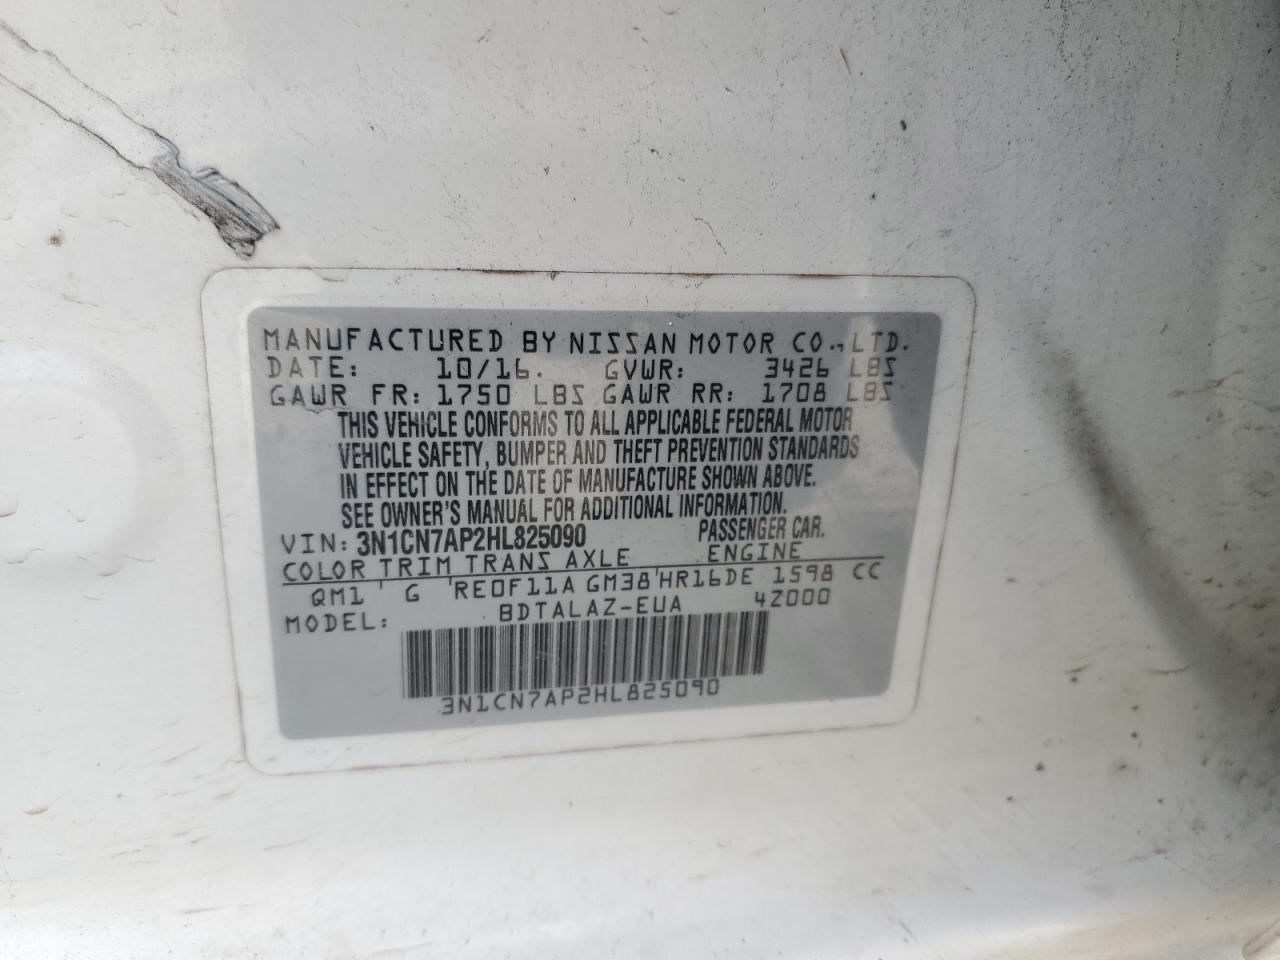 MANUFACTURED BY NISSAN MOTOR CO., LTD.
DATE: 10/16. GVWR: 3426 LBS
GAWR FR: 1750 LBS GAWR RR: 1708 LBS
THIS VEHICLE CONFORMS TO ALL APPLICABLE FEDERAL MOTOR
VEHICLE SAFETY, BUMPER AND THEFT PREVENTION STANDARDS
IN EFFECT ON THE DATE OF MANUFACTURE SHOWN ABOVE.
SEE OWNER'S MANUAL FOR ADDITIONAL INFORMATION.
VIN: 3N1CN7AP2HL825090 PASSENGER CAR.
COLOR TRIM TRANS AXLE ENGINE
QM1 G RE0F11A GM38 HR16DE 1598 CC
MODEL: BDTALAZ-EUA 4Z000
3N1CN7AP2HL825090